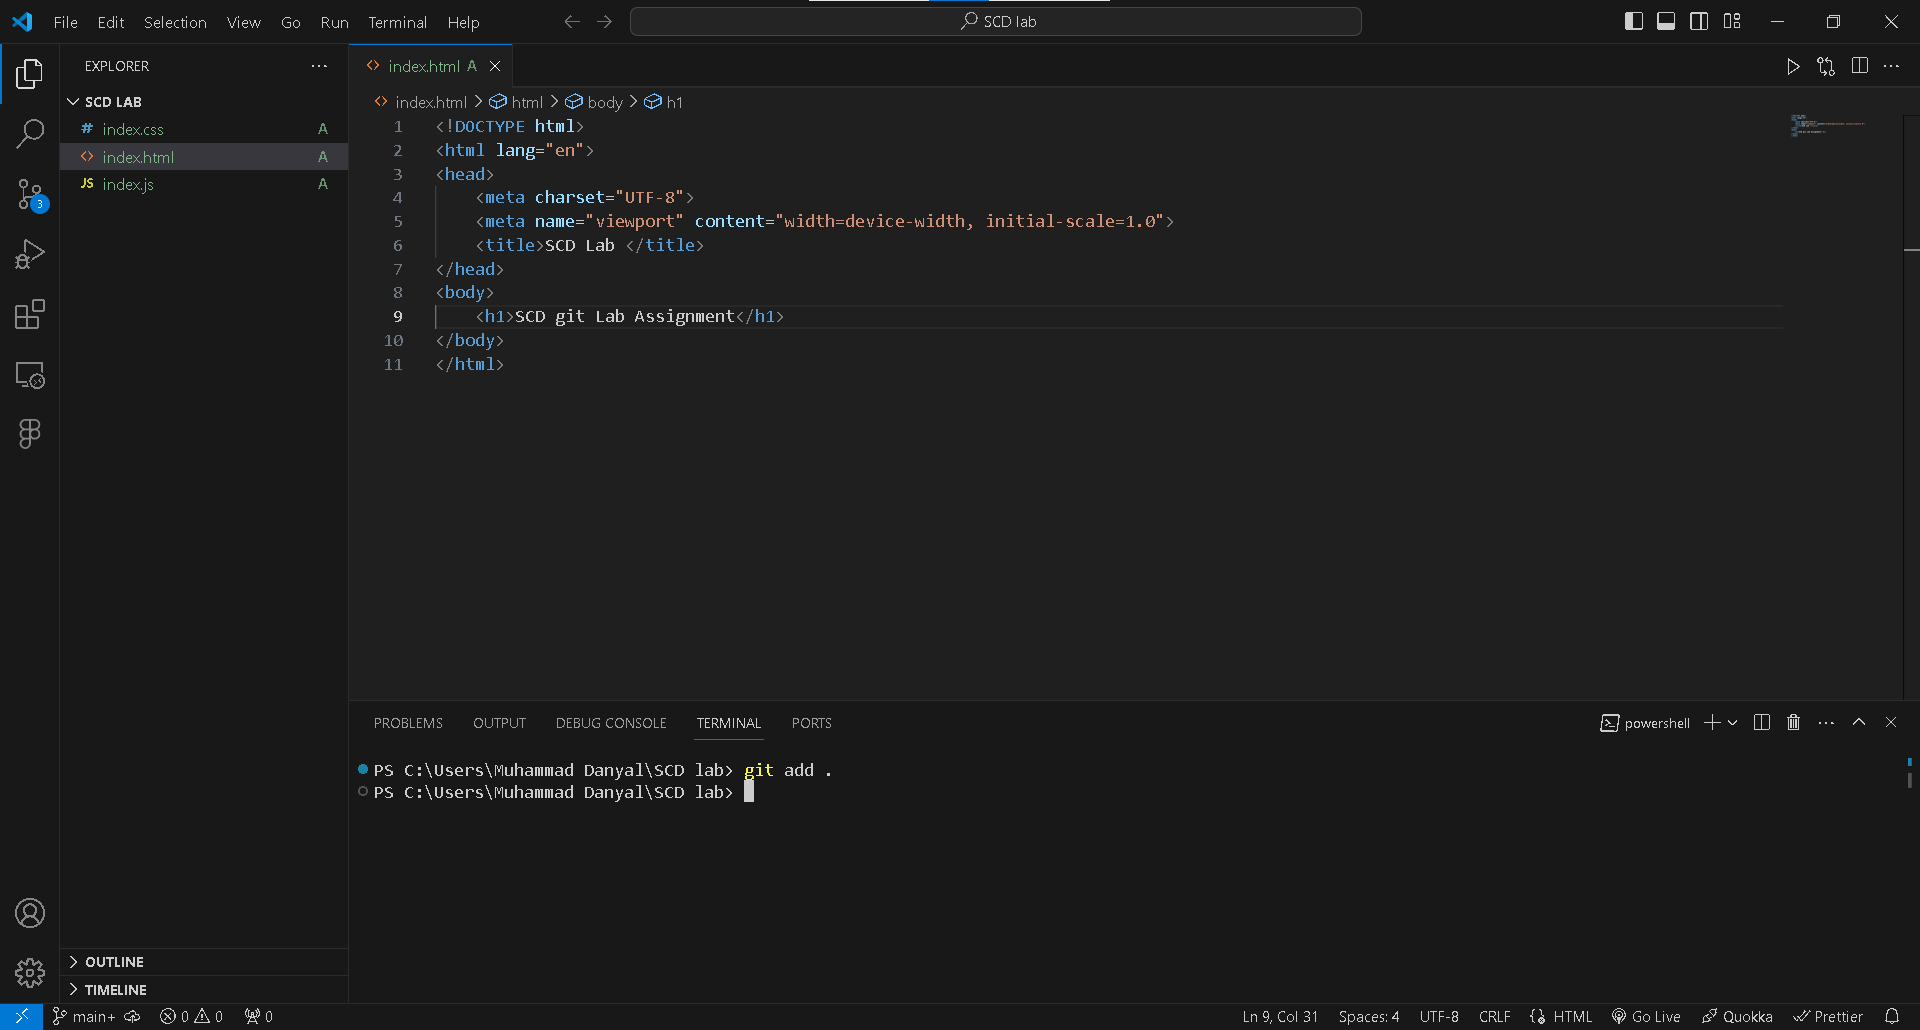 File Edit Selection View Go Run Terminal Help
SCD lab
EXPLORER
SCD LAB
# index.css A
<> index.html A
JS index.js A
3
OUTLINE
TIMELINE
<> index.html A
<> index.html > html > body > h1
1 <!DOCTYPE html>
2 <html lang="en">
3 <head>
4 <meta charset="UTF-8">
5 <meta name="viewport" content="width=device-width, initial-scale=1.0">
6 <title>SCD Lab </title>
7 </head>
8 <body>
9 <h1>SCD git Lab Assignment</h1>
10 </body>
11 </html>
PROBLEMS OUTPUT DEBUG CONSOLE TERMINAL PORTS
powershell
PS C:\Users\Muhammad Danyal\SCD lab> git add .
PS C:\Users\Muhammad Danyal\SCD lab>
main+ 0 0 0
Ln 9, Col 31 Spaces: 4 UTF-8 CRLF HTML Go Live Quokka Prettier